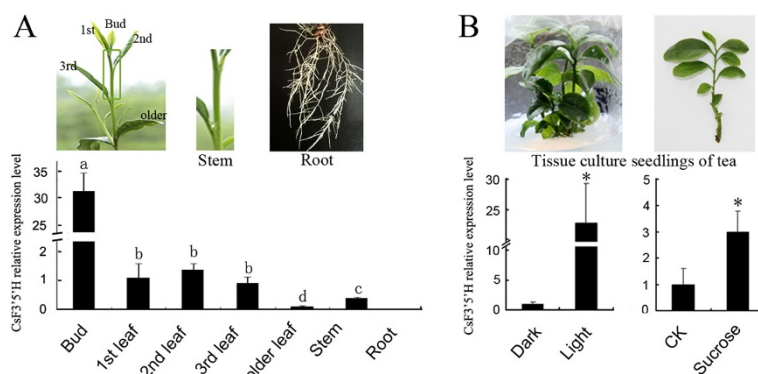 A
Bud
1st
2nd
3rd
older
Stem
Root
CsF3'5'H relative expression level
35
30
25
2
1
0
a
b
b
b
d
c
Bud
1st leaf
2nd leaf
3rd leaf
older leaf
Stem
Root
B
Tissue culture seedlings of tea
CsF3'5'H relative expression level
30
25
10
5
0
*
Dark
Light
5
4
3
2
1
0
*
CK
Sucrose